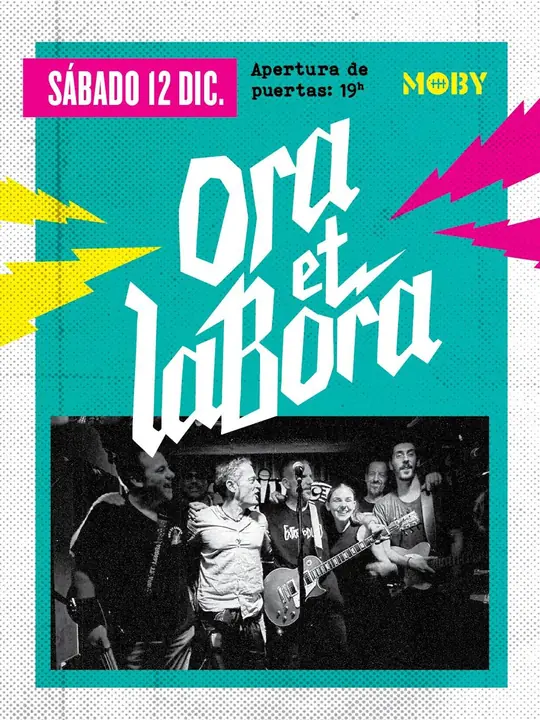 SÁBADO 12 DIC.
Apertura de
puertas: 19h
MOBY
Ora
et
laBora